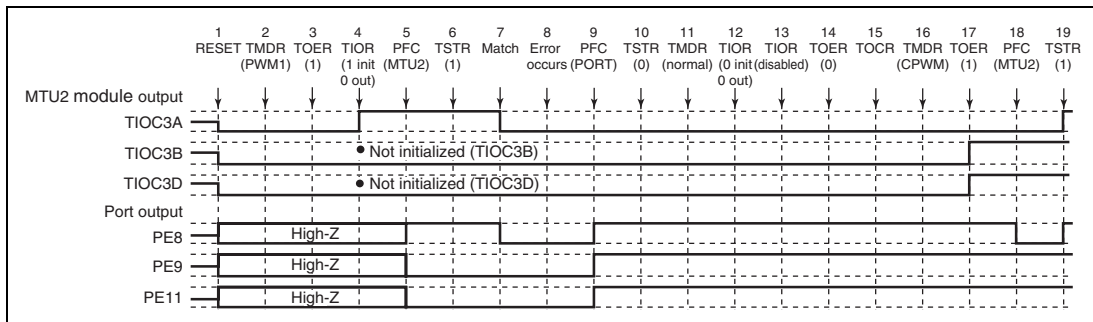 1 2 3 4 5 6 7 8 9 10 11 12 13 14 15 16 17 18 19
RESET TMDR TOER TIOR PFC TSTR Match Error PFC TSTR TMDR TIOR TIOR TOER TOCR TMDR TOER PFC TSTR
(PWM1) (1) (1 init (MTU2) (1) occurs (PORT) (0) (normal) (0 init (disabled) (0) (CPWM) (1) (MTU2) (1)
0 out) out)
MTU2 module output
TIOC3A
TIOC3B • Not initialized (TIOC3B)
TIOC3D • Not initialized (TIOC3D)
Port output
PE8 High-Z
PE9 High-Z
PE11 High-Z